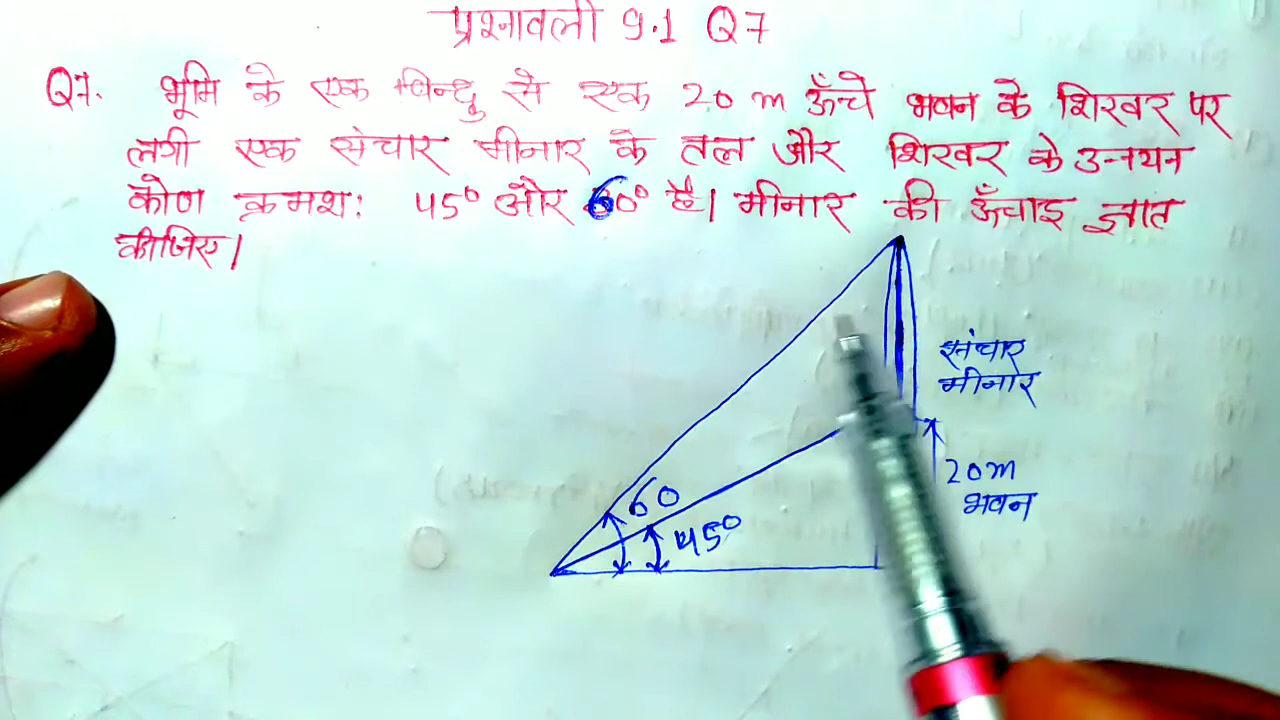 प्रश्नावली 9.1 Q7
Q7. भूमि के एक बिन्दु से एक 20 m ऊँचे भवन के शिखर पर
लगी एक संचार मीनार के तल और शिखर के उन्नयन
कोण क्रमश: 45° और 60° है। मीनार की ऊँचाइ ज्ञात
कीजिए।
संचार
मीनार
60
20m
45°
भवन